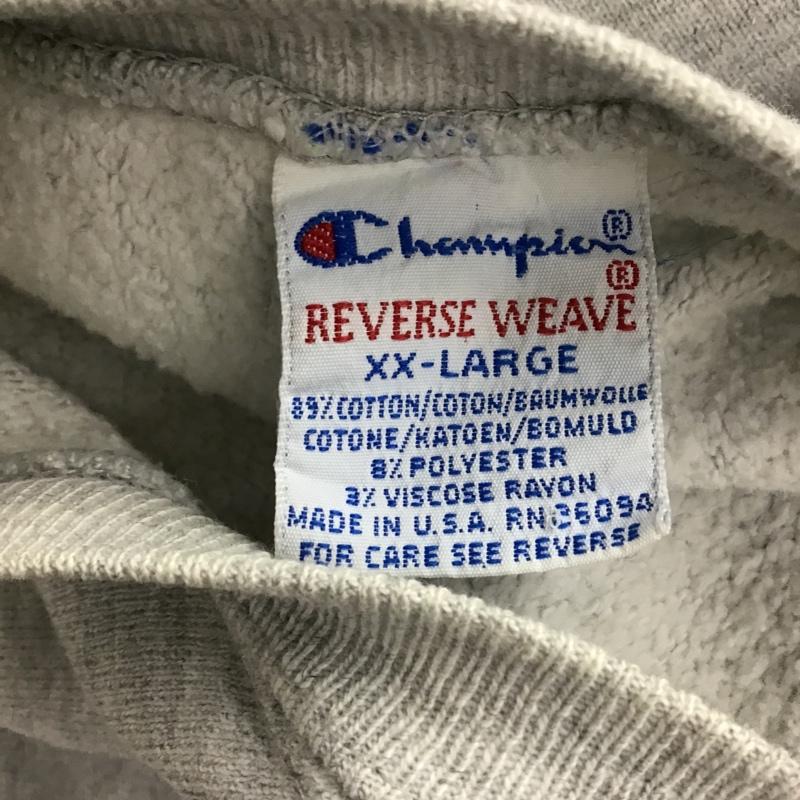 Champion®
REVERSE WEAVE®
XX-LARGE
89% COTTON/COTON/BAUMWOLLE
COTONE/KATOEN/BOMULD
8% POLYESTER
3% VISCOSE RAYON
MADE IN U.S.A. RN 26094
FOR CARE SEE REVERSE